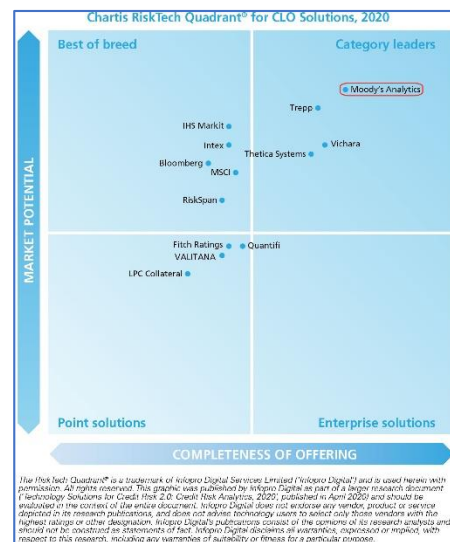 Chartis RiskTech Quadrant® for CLO Solutions, 2020
Best of breed
Category leaders
Moody's Analytics
Trepp
IHS Markit
Intex
Vichara
Thetica Systems
Bloomberg
MSCI
RiskSpan
MARKET POTENTIAL
Fitch Ratings
Quantifi
VALITANA
LPC Collateral
Point solutions
Enterprise solutions
COMPLETENESS OF OFFERING
The RiskTech Quadrant® is a trademark of Infopro Digital Services Limited ('Infopro Digital') and is used herein with
permission. All rights reserved. This graphic was published by Infopro Digital as part of a larger research document
('Technology Solutions for Credit Risk 2.0: Credit Risk Analytics, 2020', published in April 2020) and should be
evaluated in the context of the entire document. Infopro Digital does not endorse any vendor, product or service
depicted in its research publications, and does not advise technology users to select only those vendors with the
highest ratings or other designation. Infopro Digital's publications consist of the opinions of its research analysts and
should not be construed as statements of fact. Infopro Digital disclaims all warranties, expressed or implied, with
respect to this research, including any warranties of suitability or fitness for a particular purpose.